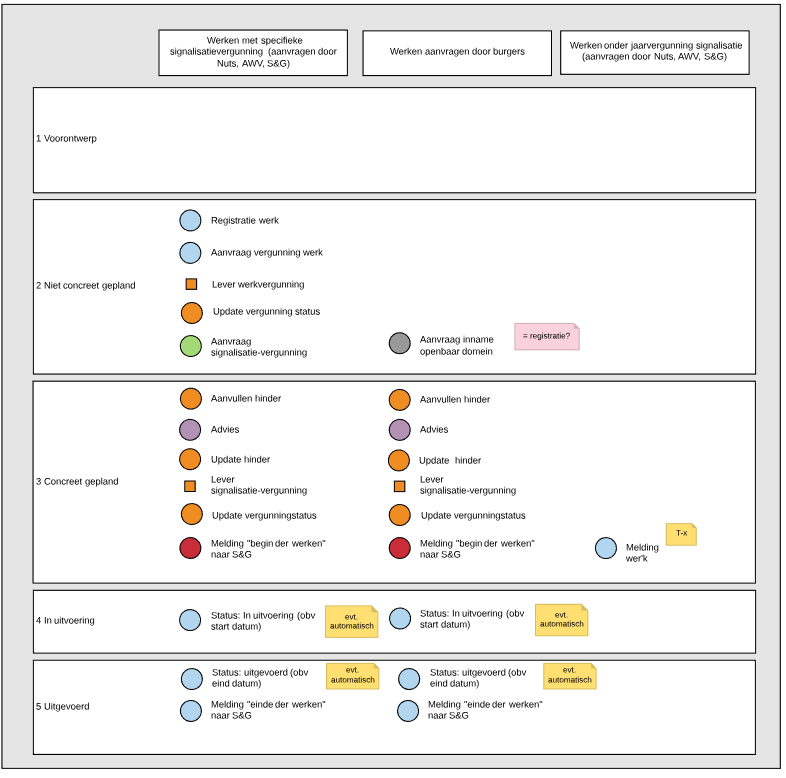 Werken met specifieke
signalisatievergunning (aanvragen door
Nuts, AWV, S&G)
Werken aanvragen door burgers
Werken onder jaarvergunning signalisatie
(aanvragen door Nuts, AWV, S&G)
1 Voorontwerp
2 Niet concreet gepland
Registratie werk
Aanvraag vergunning werk
Lever werkvergunning
Update vergunning status
Aanvraag
signalisatie-vergunning
Aanvraag inname
openbaar domein
= registratie?
3 Concreet gepland
Aanvullen hinder
Advies
Update hinder
Lever
signalisatie-vergunning
Update vergunningstatus
Melding "begin der werken"
naar S&G
Aanvullen hinder
Advies
Update hinder
Lever
signalisatie-vergunning
Update vergunningstatus
Melding "begin der werken"
naar S&G
T-x
Melding
wer'k
4 In uitvoering
Status: In uitvoering (obv
start datum)
evt.
automatisch
Status: In uitvoering (obv
start datum)
evt.
automatisch
5 Uitgevoerd
Status: uitgevoerd (obv
eind datum)
evt.
automatisch
Melding "einde der werken"
naar S&G
Status: uitgevoerd (obv
eind datum)
evt.
automatisch
Melding "einde der werken"
naar S&G